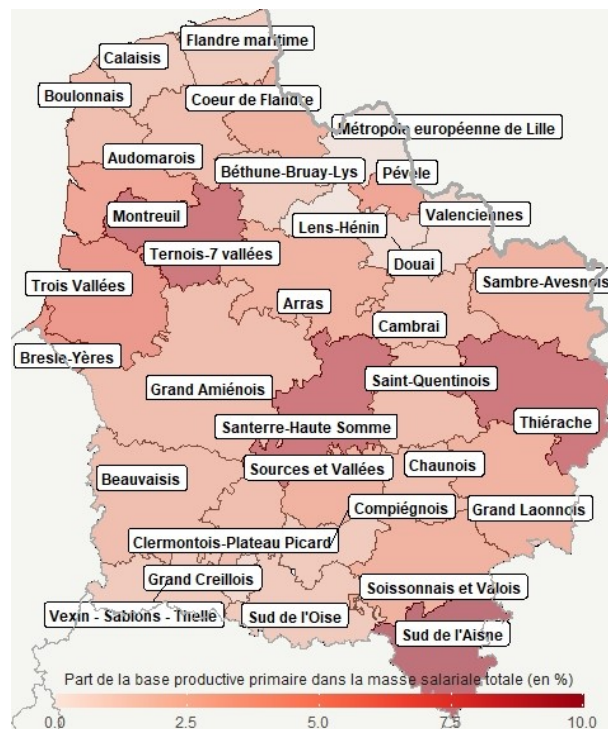 Flandre maritime
Calaisis
Boulonnais
Coeur de Flandre
Métropole européenne de Lille
Audomarois
Béthune-Bruay-Lys
Pévèle
Montreuil
Lens-Hénin
Valenciennes
Ternois-7 vallées
Douai
Trois Vallées
Sambre-Avesnois
Arras
Cambrai
Bresle-Yères
Grand Amiénois
Saint-Quentinois
Thiérache
Santerre-Haute Somme
Beauvaisis
Sources et Vallées
Chaunois
Compiégnois
Grand Laonnois
Clermontois-Plateau Picard
Grand Creillois
Soissonnais et Valois
Vexin - Sablons - Thelle
Sud de l'Oise
Sud de l'Aisne
Part de la base productive primaire dans la masse salariale totale (en %)
0.0 2.5 5.0 7.5 10.0